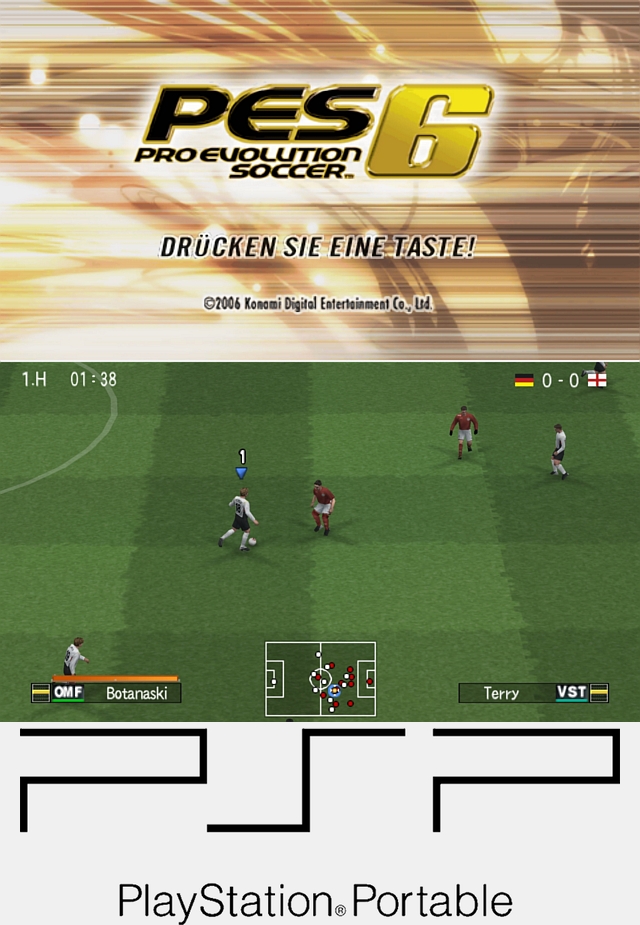 PES 6
PRO EVOLUTION
SOCCER™
DRÜCKEN SIE EINE TASTE!
©2006 Konami Digital Entertainment Co., Ltd.
1.H 01:38
0 - 0
1
OMF Botanaski
Terry VST
PSP
PlayStation®Portable